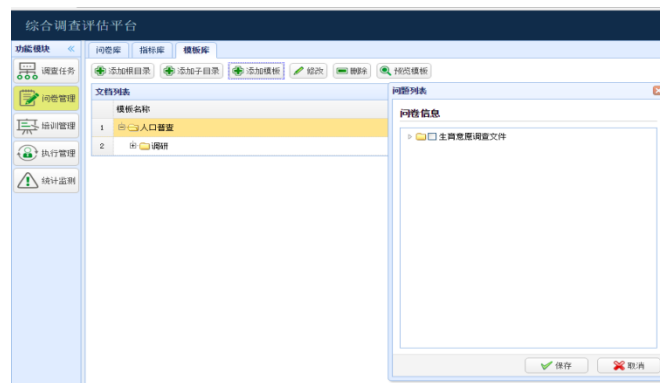 综合调查评估平台
功能模块 «
问卷库 指标库 模板库
调查任务
添加根目录 添加子目录 添加模板 修改 删除 预览模板
问卷管理
文档列表
模板名称
1 人口普查
2 调研
培训管理
执行管理
统计监测
问题列表
问卷信息
生育意愿调查文件
保存 取消